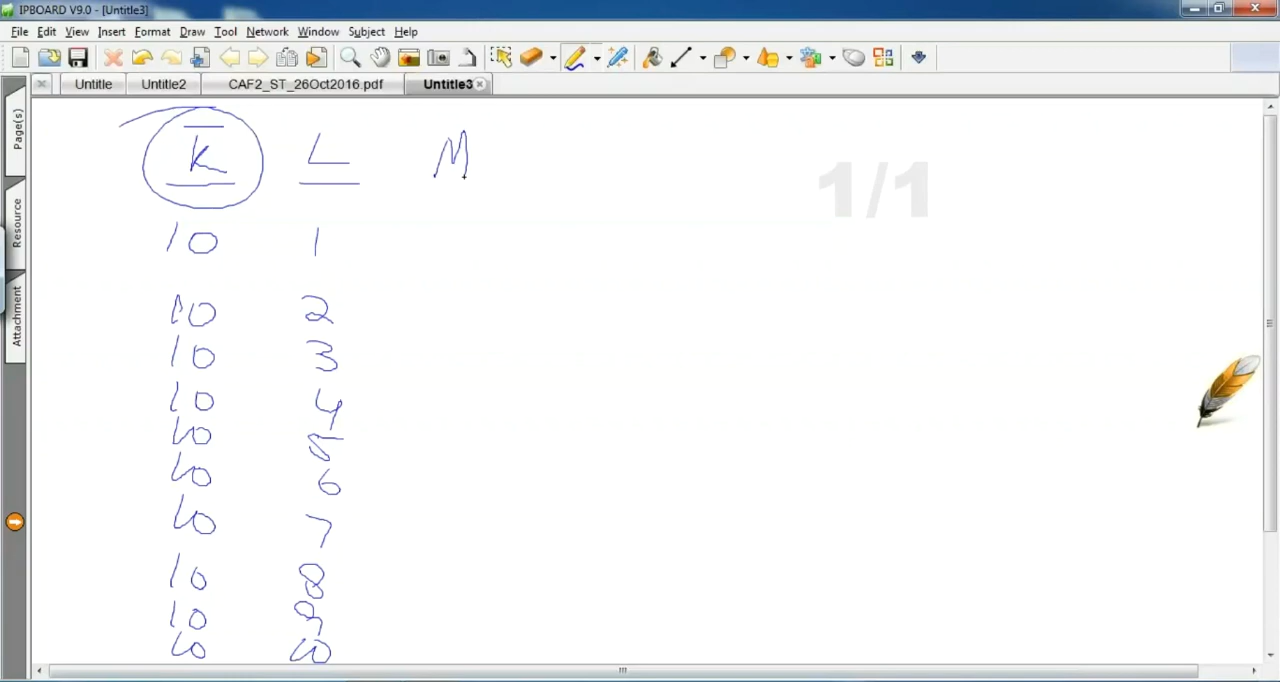 IPBOARD V9.0 - [Untitle3]
File Edit View Insert Format Draw Tool Network Window Subject Help
Untitle Untitle2 CAF2_ST_26Oct2016.pdf Untitle3
Page(s)
Resource
Attachment
1/1
K L M
10 1
10 2
10 3
10 4
10 5
10 6
10 7
10 8
10 9
10 10